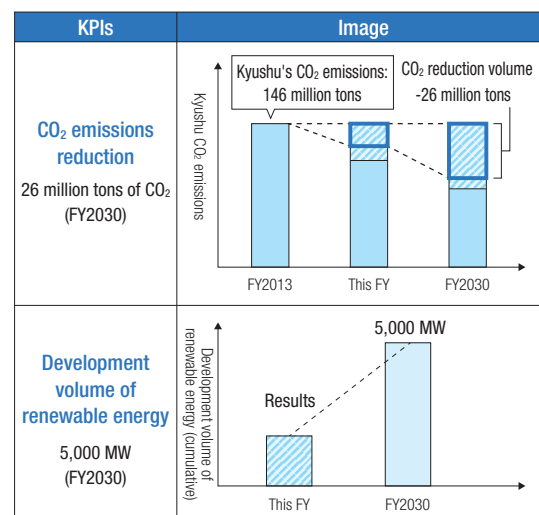 KPIs
Image
CO₂ emissions
reduction
26 million tons of CO₂
(FY2030)
Kyushu CO₂ emissions
Kyushu's CO₂ emissions:
146 million tons
CO₂ reduction volume
-26 million tons
FY2013
This FY
FY2030
Development
volume of
renewable energy
5,000 MW
(FY2030)
Development volume of
renewable energy (cumulative)
Results
5,000 MW
This FY
FY2030